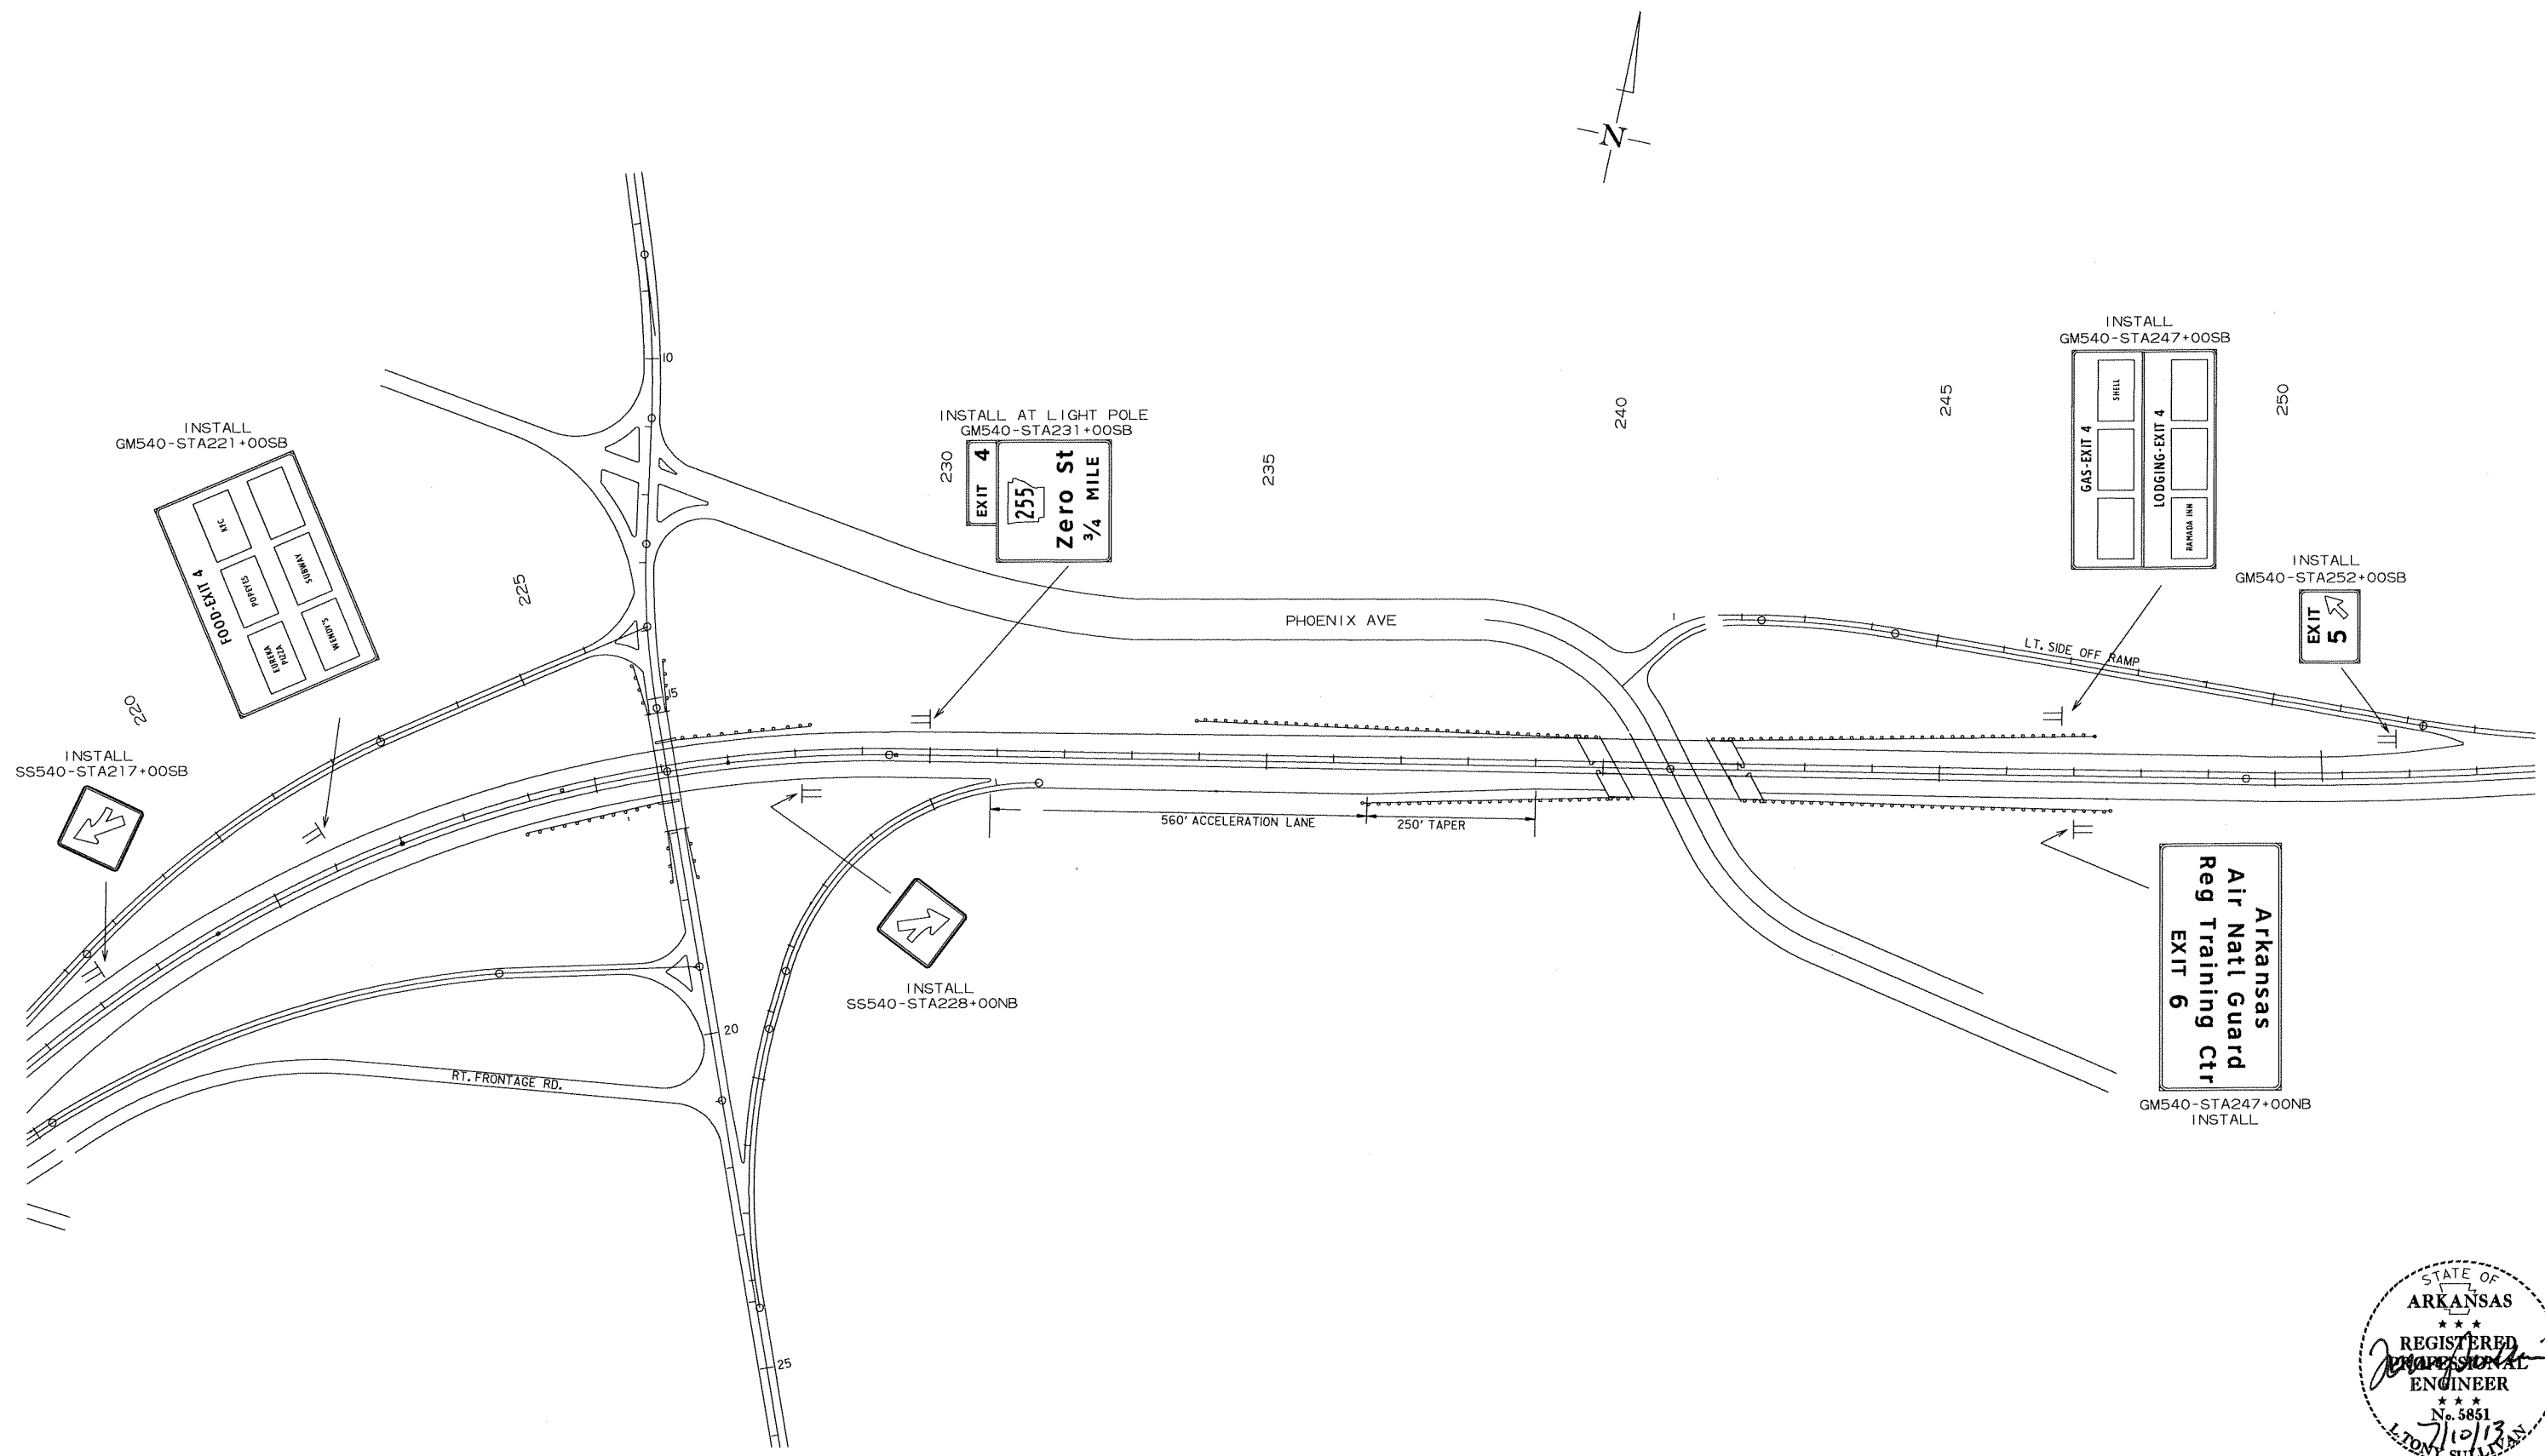 N
INSTALL
GM540-STA221+00SB
FOOD-EXIT 4
KFC
POPEYES
EUREKA
PIZZA
SUBWAY
WENDY'S
INSTALL
SS540-STA217+00SB
220
225
10
15
20
25
RT. FRONTAGE RD.
INSTALL AT LIGHT POLE
GM540-STA231+00SB
EXIT 4
255
Zero St
3/4 MILE
230
235
240
245
250
PHOENIX AVE
560' ACCELERATION LANE
250' TAPER
INSTALL
SS540-STA228+00NB
INSTALL
GM540-STA247+00SB
GAS-EXIT 4
SHELL
LODGING-EXIT 4
RAMADA INN
INSTALL
GM540-STA252+00SB
EXIT
5
LT. SIDE OFF RAMP
Arkansas
Air Natl Guard
Reg Training Ctr
EXIT 6
GM540-STA247+00NB
INSTALL
STATE OF
ARKANSAS
★ ★ ★
REGISTERED
PROFESSIONAL
ENGINEER
★ ★ ★
No. 5851
7/10/13
L. TONY SULLIVAN